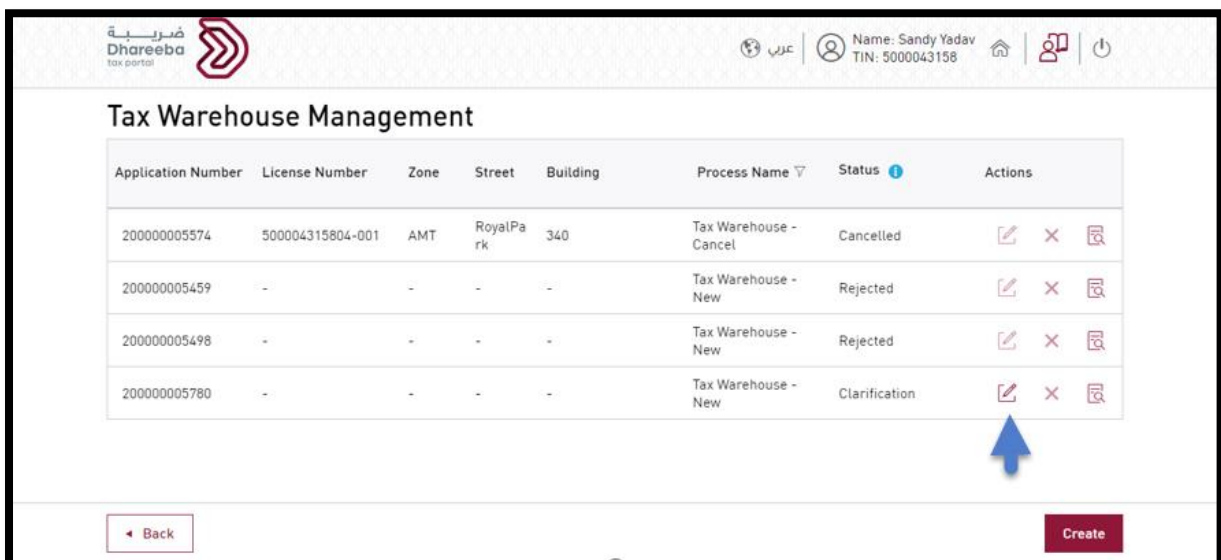 ضريبة
Dhareeba
tax portal
عربي
Name: Sandy Yadav
TIN: 5000043158
Tax Warehouse Management
Application Number License Number Zone Street Building Process Name Status Actions
200000005574 500004315804-001 AMT RoyalPa
rk 340 Tax Warehouse -
Cancel Cancelled
200000005459 - - - - Tax Warehouse -
New Rejected
200000005498 - - - - Tax Warehouse -
New Rejected
200000005780 - - - - Tax Warehouse -
New Clarification
Back
Create